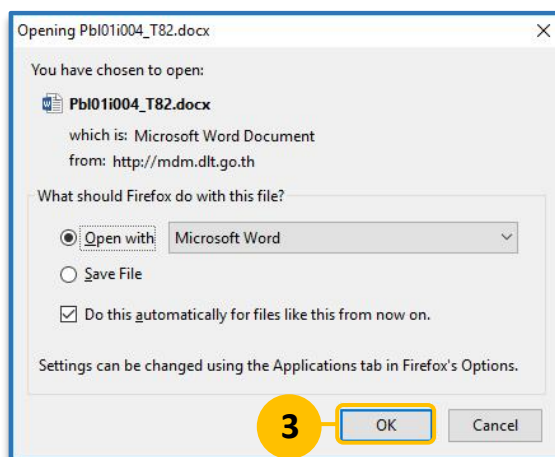 Opening Pbl01i004_T82.docx
You have chosen to open:
Pbl01i004_T82.docx
which is: Microsoft Word Document
from: http://mdm.dlt.go.th
What should Firefox do with this file?
Open with Microsoft Word
Save File
Do this automatically for files like this from now on.
Settings can be changed using the Applications tab in Firefox's Options.
3 OK Cancel